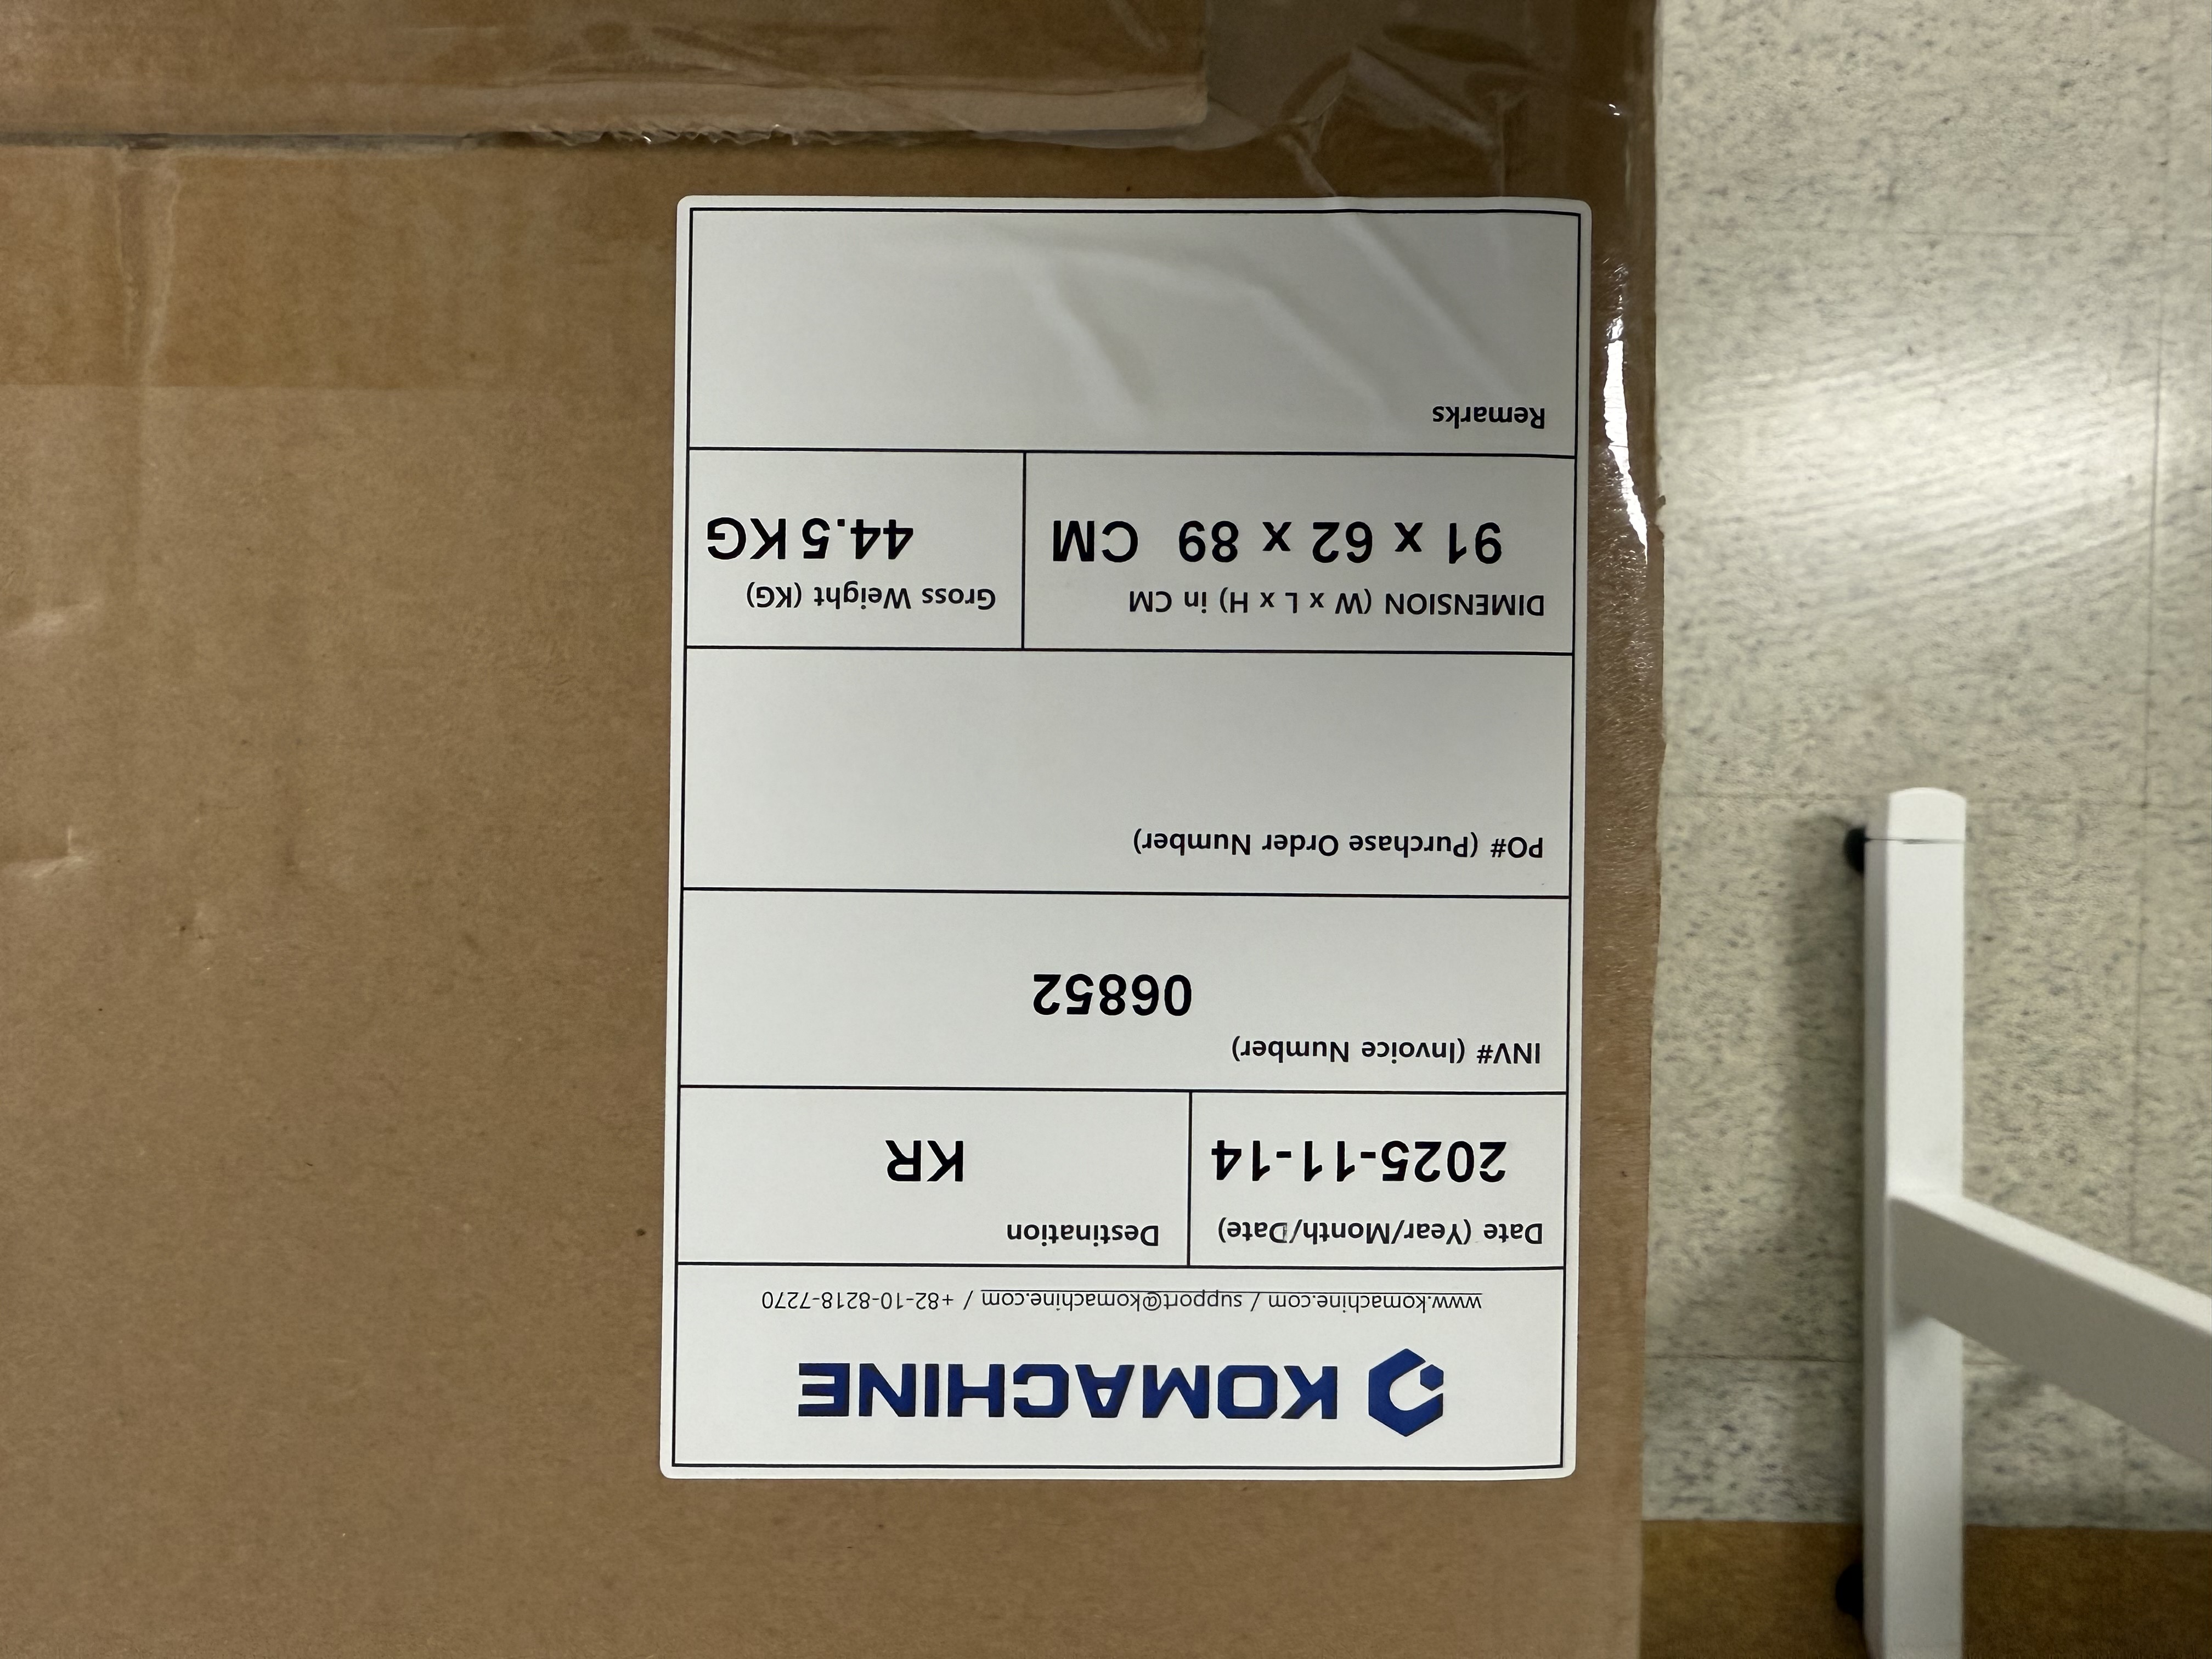 KOMACHINE
www.komachine.com / support@komachine.com / +82-10-8218-7270
Date (Year/Month/Date)
2025-11-14
Destination
KR
INV# (Invoice Number)
06852
PO# (Purchase Order Number)
DIMENSION (W x L x H) in CM
91 x 62 x 89 CM
Gross Weight (KG)
44.5 KG
Remarks